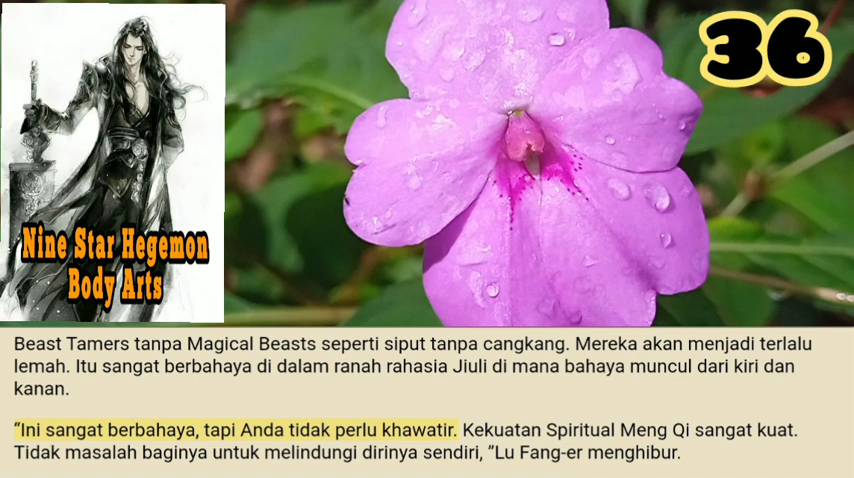 36
Nine Star Hegemon
Body Arts
Beast Tamers tanpa Magical Beasts seperti siput tanpa cangkang. Mereka akan menjadi terlalu
lemah. Itu sangat berbahaya di dalam ranah rahasia Jiuli di mana bahaya muncul dari kiri dan
kanan.
“Ini sangat berbahaya, tapi Anda tidak perlu khawatir. Kekuatan Spiritual Meng Qi sangat kuat.
Tidak masalah baginya untuk melindungi dirinya sendiri, ”Lu Fang-er menghibur.